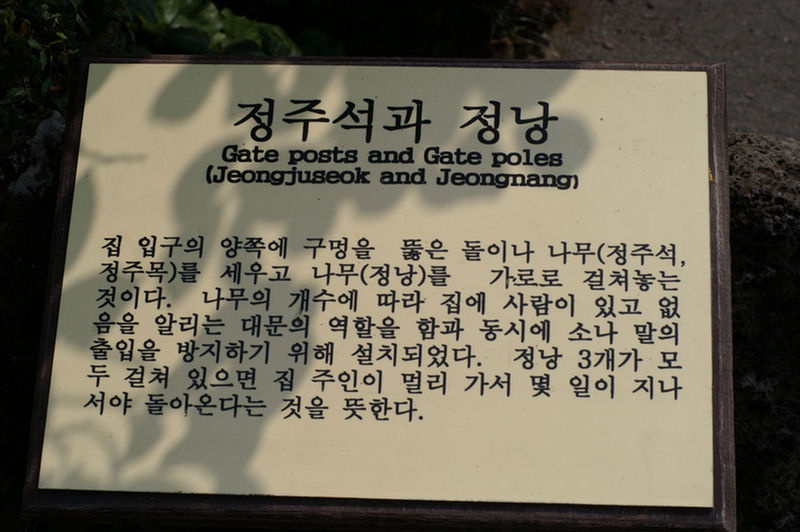 정주석과 정낭
Gate posts and Gate poles
(Jeongjuseok and Jeongnang)
집 입구의 양쪽에 구멍을 뚫은 돌이나 나무(정주석,
정주목)를 세우고 나무(정낭)를 가로로 걸쳐놓는
것이다. 나무의 개수에 따라 집에 사람이 있고 없
음을 알리는 대문의 역할을 함과 동시에 소나 말의
출입을 방지하기 위해 설치되었다. 정낭 3개가 모
두 걸쳐 있으면 집 주인이 멀리 가서 몇 일이 지나
서야 돌아온다는 것을 뜻한다.